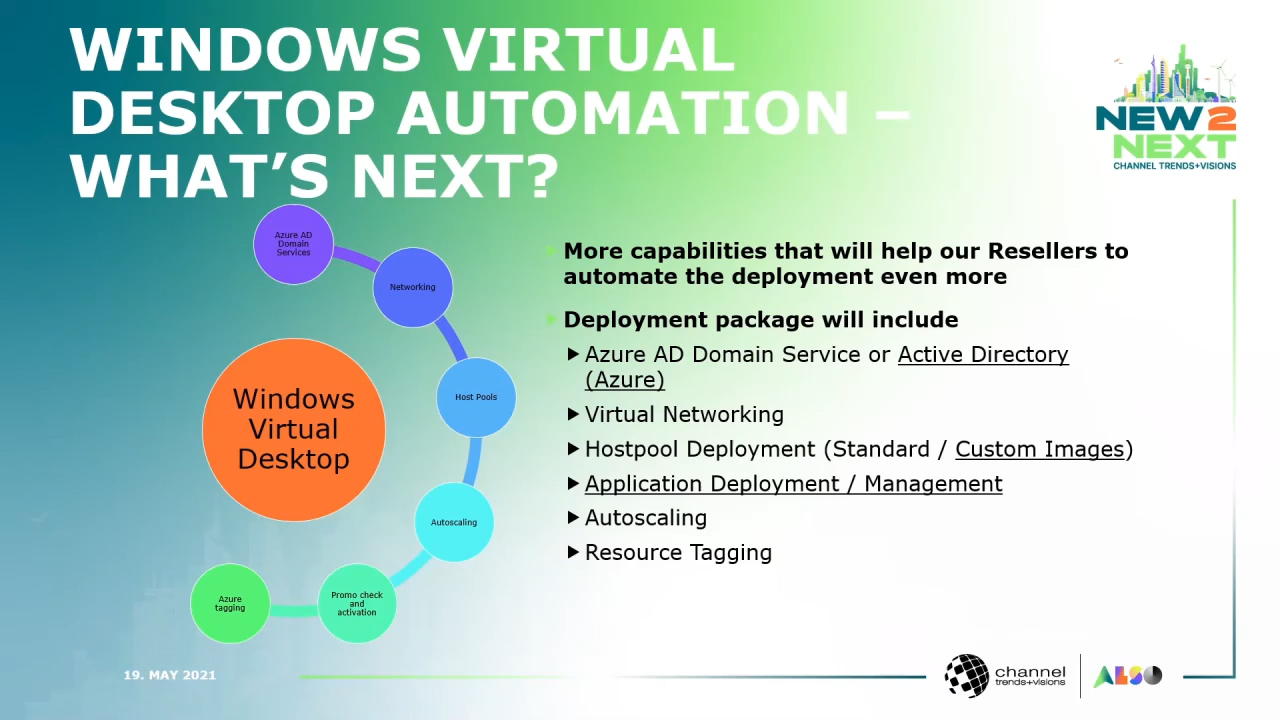 WINDOWS VIRTUAL
DESKTOP AUTOMATION –
WHAT'S NEXT?
NEW2
NEXT
CHANNEL TRENDS+VISIONS
Azure AD
Domain
Services
Networking
Host Pools
Windows
Virtual
Desktop
Autoscaling
Promo check
and
activation
Azure
tagging
More capabilities that will help our Resellers to
automate the deployment even more
Deployment package will include
Azure AD Domain Service or Active Directory
(Azure)
Virtual Networking
Hostpool Deployment (Standard / Custom Images)
Application Deployment / Management
Autoscaling
Resource Tagging
19. MAY 2021
channel
trends+visions
ALSO